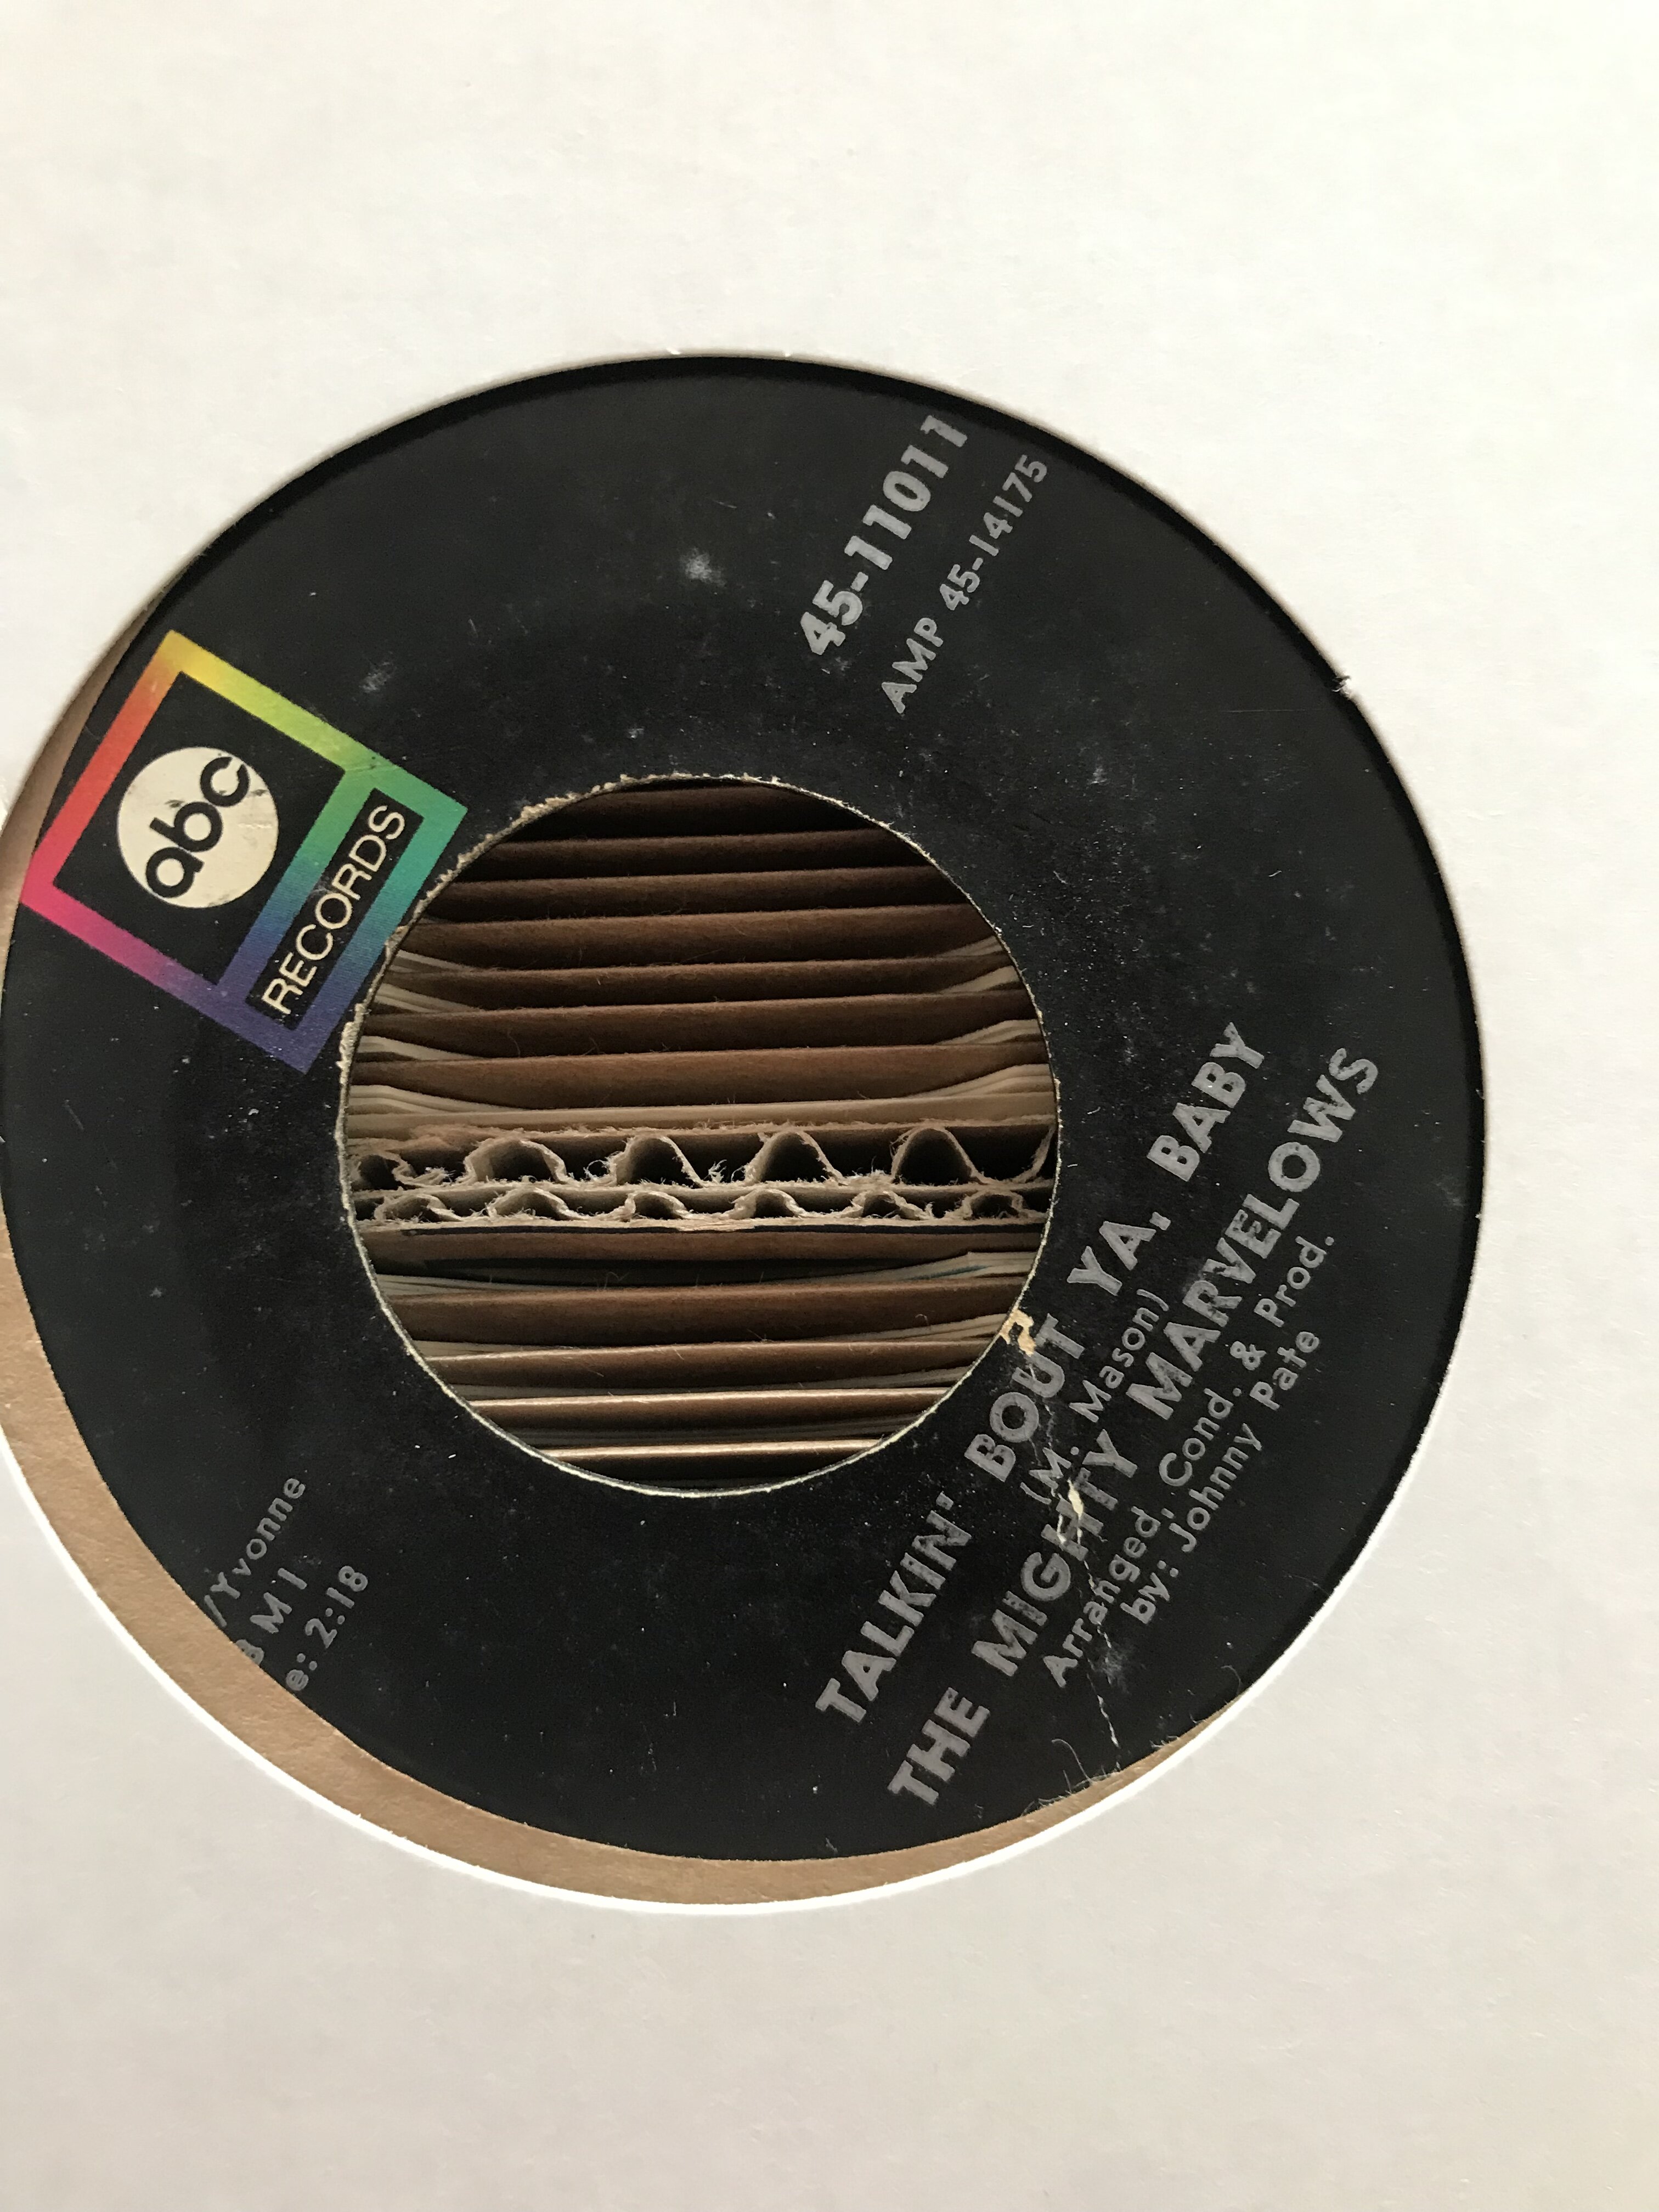 abc
RECORDS
45-11011
AMP 45-14175
/Yvonne
B M I
e: 2:18
TALKIN' BOUT YA, BABY
(M. Mason)
THE MIGHTY MARVELOWS
Arranged, Cond. & Prod.
by: Johnny Pate